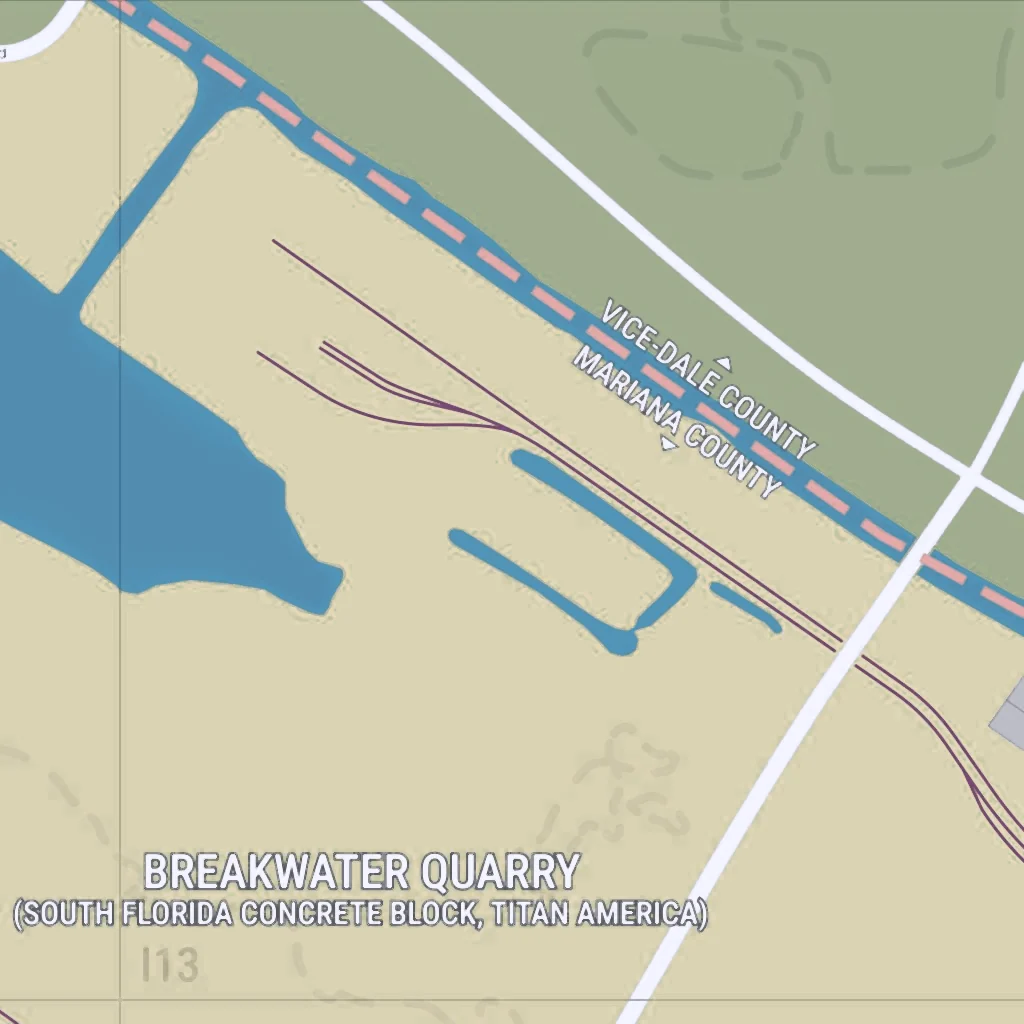 VICE-DALE COUNTY
MARIANA COUNTY
BREAKWATER QUARRY
(SOUTH FLORIDA CONCRETE BLOCK, TITAN AMERICA)
I13